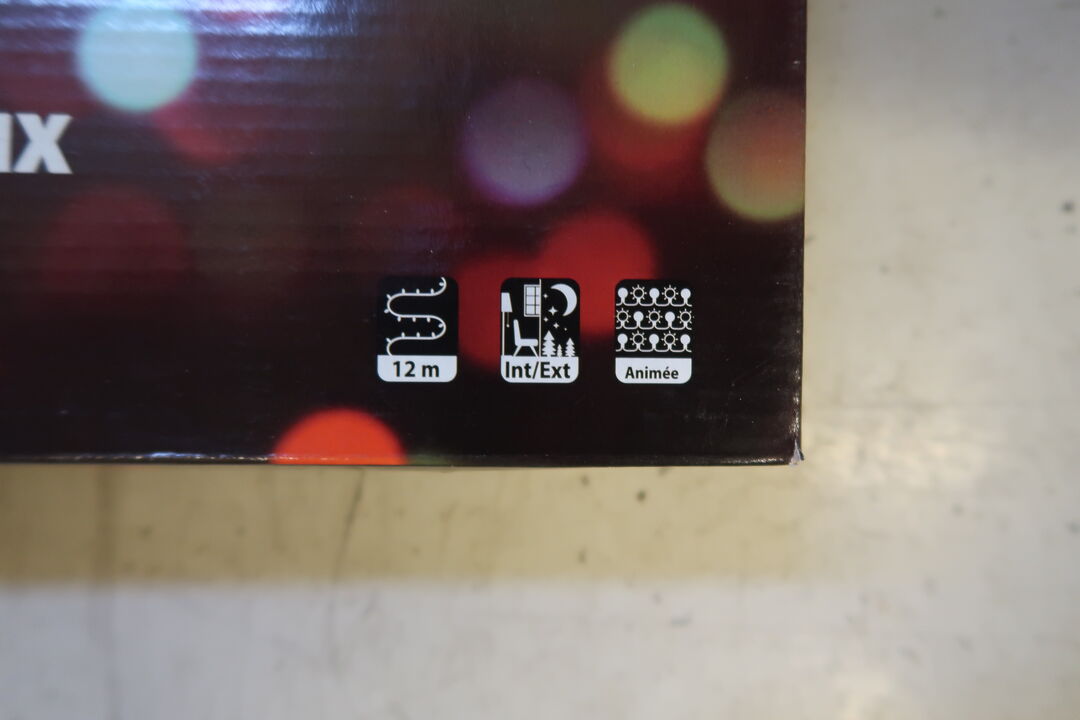 IX
12 m
Int/Ext
Animée